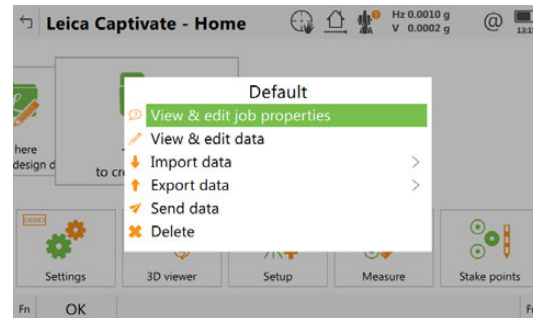 Leica Captivate - Home
Hz 0.0010 g
V 0.0002 g
@
Default
View & edit job properties
View & edit data
Import data
Export data
Send data
Delete
here
design d
to cr
DEMO
Settings
3D viewer
Setup
Measure
Stake points
Fn
OK